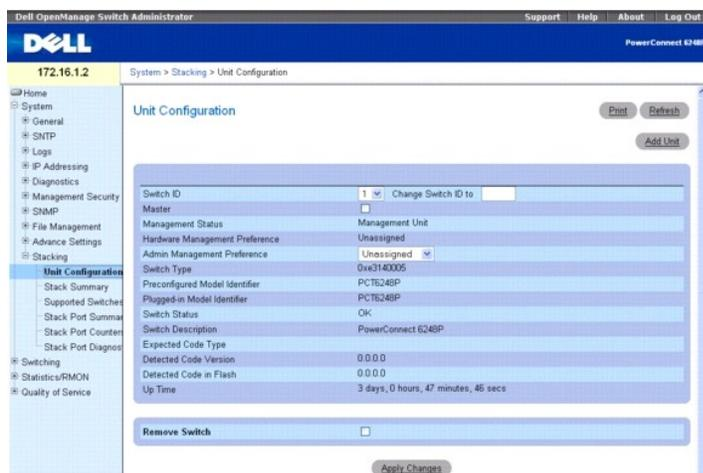 Dell OpenManage Switch Administrator Support Help About Log Out
DELL
PowerConnect 6248P
172.16.1.2 System > Stacking > Unit Configuration
Home
System
General
SNTP
Logs
IP Addressing
Diagnostics
Management Security
SNMP
File Management
Advance Settings
Stacking
Unit Configuration
Stack Summary
Supported Switches
Stack Port Summar
Stack Port Counters
Stack Port Diagnos
Switching
Statistics/RMON
Quality of Service
Unit Configuration
Print Refresh
Add Unit
Switch ID 1 Change Switch ID to
Master
Management Status Management Unit
Hardware Management Preference Unassigned
Admin Management Preference Unassigned
Switch Type 0xe3140005
Preconfigured Model Identifier PCT6248P
Plugged-in Model Identifier PCT6248P
Switch Status OK
Switch Description PowerConnect 6248P
Expected Code Type
Detected Code Version 0.0.0.0
Detected Code in Flash 0.0.0.0
Up Time 3 days, 0 hours, 47 minutes, 46 secs
Remove Switch
Apply Changes